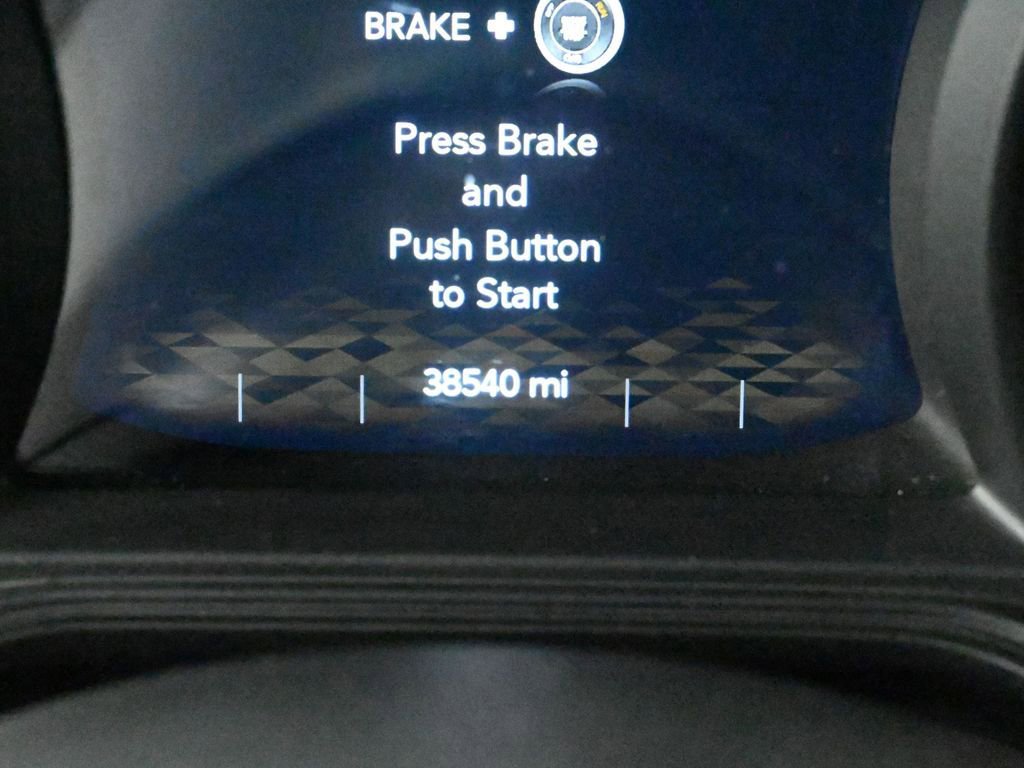 BRAKE +
Press Brake
and
Push Button
to Start
38540 mi